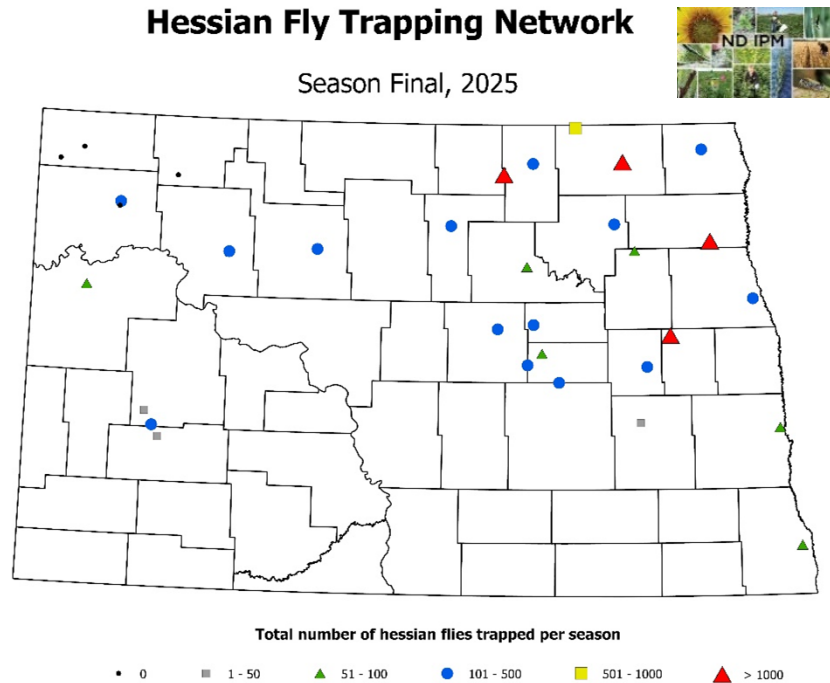 Hessian Fly Trapping Network
ND IPM
Season Final, 2025
Total number of hessian flies trapped per season
0 1 - 50 51 - 100 101 - 500 501 - 1000 > 1000